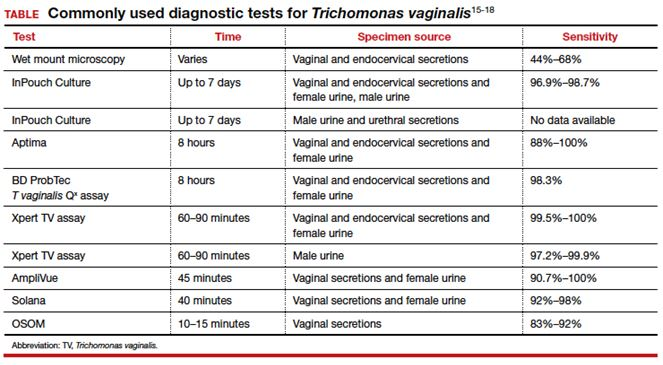 TABLE Commonly used diagnostic tests for Trichomonas vaginalis15-18
Test Time Specimen source Sensitivity
Wet mount microscopy Varies Vaginal and endocervical secretions 44%–68%
InPouch Culture Up to 7 days Vaginal and endocervical secretions and 96.9%–98.7%
female urine, male urine
InPouch Culture Up to 7 days Male urine and urethral secretions No data available
Aptima 8 hours Vaginal and endocervical secretions and 88%–100%
female urine
BD ProbTec 8 hours Vaginal and endocervical secretions and 98.3%
T vaginalis Qx assay female urine
Xpert TV assay 60–90 minutes Vaginal and endocervical secretions and 99.5%–100%
female urine
Xpert TV assay 60–90 minutes Male urine 97.2%–99.9%
AmpliVue 45 minutes Vaginal secretions and female urine 90.7%–100%
Solana 40 minutes Vaginal secretions and female urine 92%–98%
OSOM 10–15 minutes Vaginal secretions 83%–92%
Abbreviation: TV, Trichomonas vaginalis.